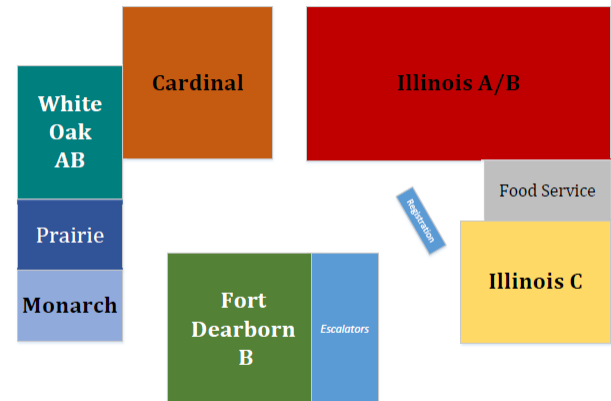 Cardinal
Illinois A/B
White
Oak
AB
Food Service
Registration
Prairie
Illinois C
Monarch
Fort
Dearborn
B
Escalators